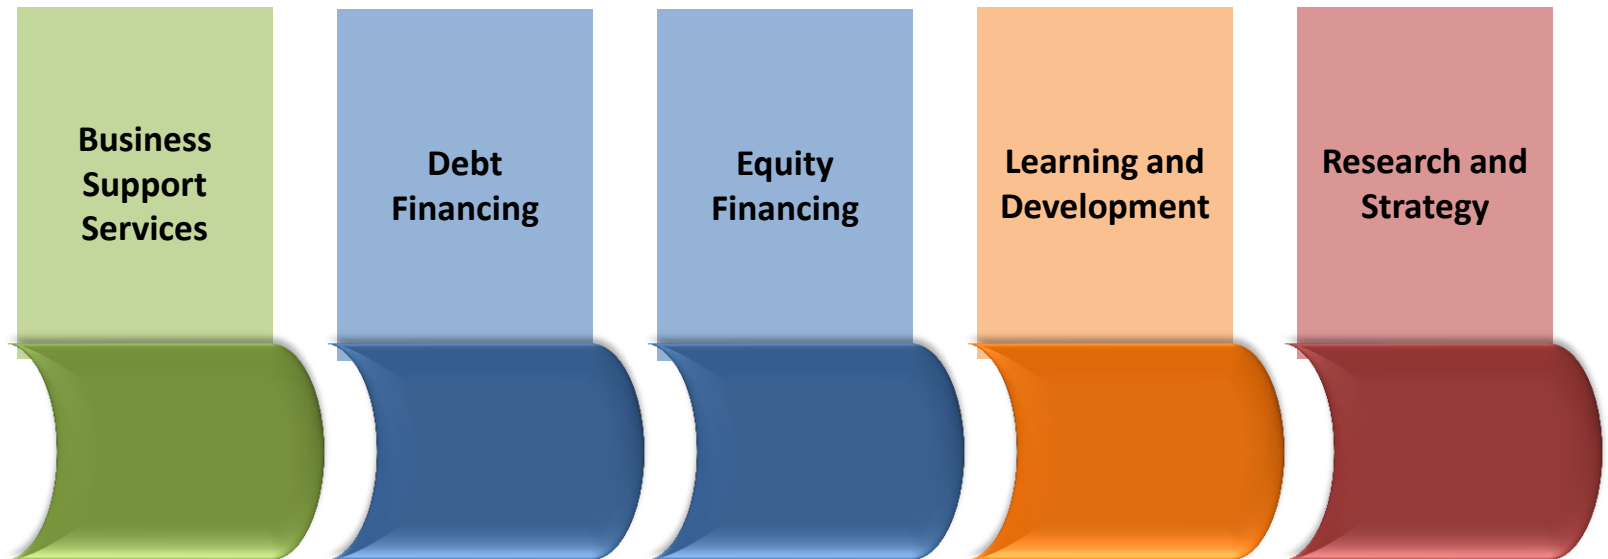 Business
Support
Services
Debt
Financing
Equity
Financing
Learning and
Development
Research and
Strategy